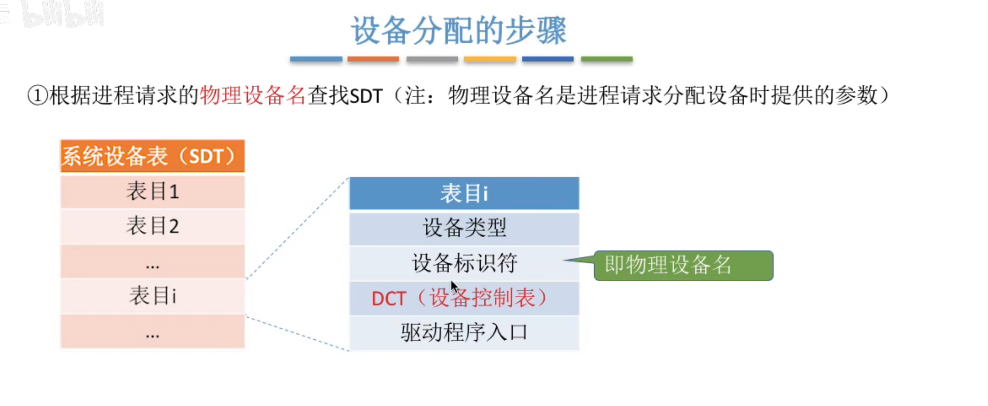 bilibili
设备分配的步骤
①根据进程请求的物理设备名查找SDT（注：物理设备名是进程请求分配设备时提供的参数）
系统设备表（SDT）
表目1
表目2
...
表目i
...
表目i
设备类型
设备标识符
DCT（设备控制表）
驱动程序入口
即物理设备名